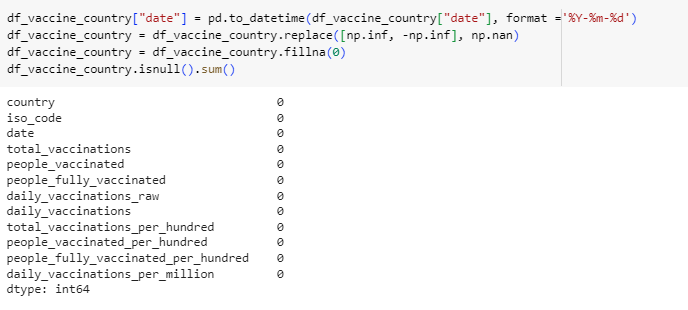 df_vaccine_country["date"] = pd.to_datetime(df_vaccine_country["date"], format ='%Y-%m-%d')
df_vaccine_country = df_vaccine_country.replace([np.inf, -np.inf], np.nan)
df_vaccine_country = df_vaccine_country.fillna(0)
df_vaccine_country.isnull().sum()
country 0
iso_code 0
date 0
total_vaccinations 0
people_vaccinated 0
people_fully_vaccinated 0
daily_vaccinations_raw 0
daily_vaccinations 0
total_vaccinations_per_hundred 0
people_vaccinated_per_hundred 0
people_fully_vaccinated_per_hundred 0
daily_vaccinations_per_million 0
dtype: int64